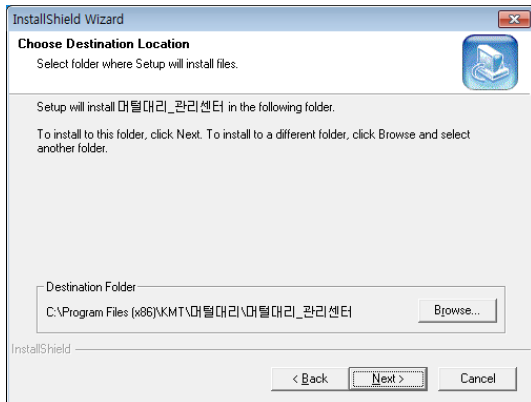 InstallShield Wizard
Choose Destination Location
Select folder where Setup will install files.
Setup will install 머털대리_관리센터 in the following folder.
To install to this folder, click Next. To install to a different folder, click Browse and select
another folder.
Destination Folder
C:\Program Files (x86)\KMT\머털대리\머털대리_관리센터
Browse...
InstallShield
< Back
Next >
Cancel